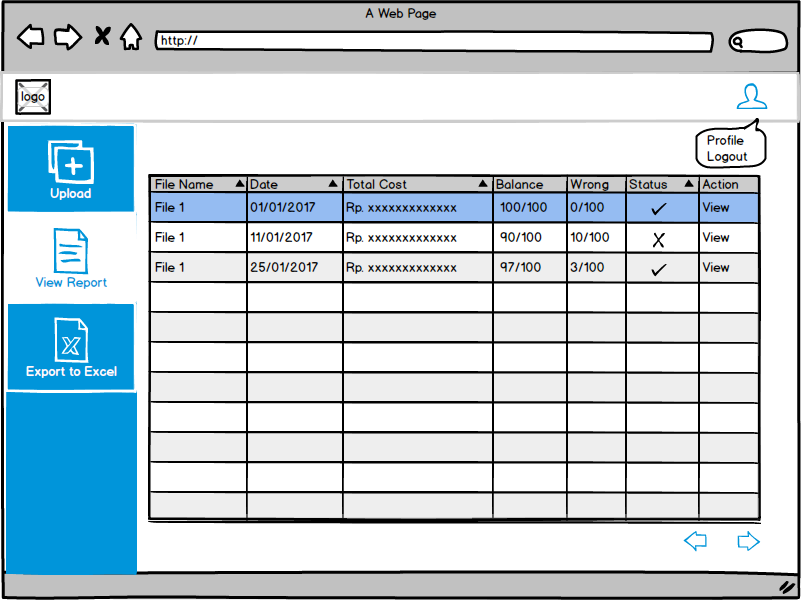 A Web Page
http://
logo
Profile
Logout
Upload
View Report
Export to Excel
File Name Date Total Cost Balance Wrong Status Action
File 1 01/01/2017 Rp. xxxxxxxxxxxxx 100/100 0/100 View
File 1 11/01/2017 Rp. xxxxxxxxxxxxx 90/100 10/100 View
File 1 25/01/2017 Rp. xxxxxxxxxxxxx 97/100 3/100 View